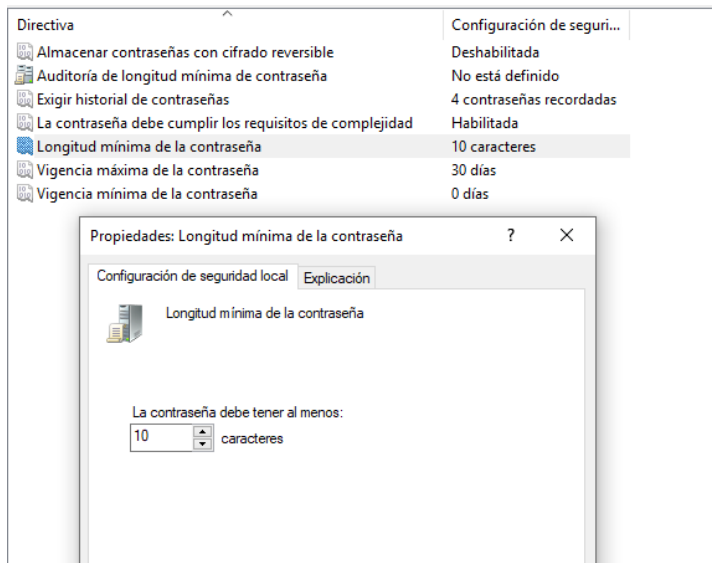 Directiva Configuración de seguri...
Almacenar contraseñas con cifrado reversible Deshabilitada
Auditoría de longitud mínima de contraseña No está definido
Exigir historial de contraseñas 4 contraseñas recordadas
La contraseña debe cumplir los requisitos de complejidad Habilitada
Longitud mínima de la contraseña 10 caracteres
Vigencia máxima de la contraseña 30 días
Vigencia mínima de la contraseña 0 días
Propiedades: Longitud mínima de la contraseña ?
Configuración de seguridad local Explicación
Longitud mínima de la contraseña
La contraseña debe tener al menos:
10 caracteres